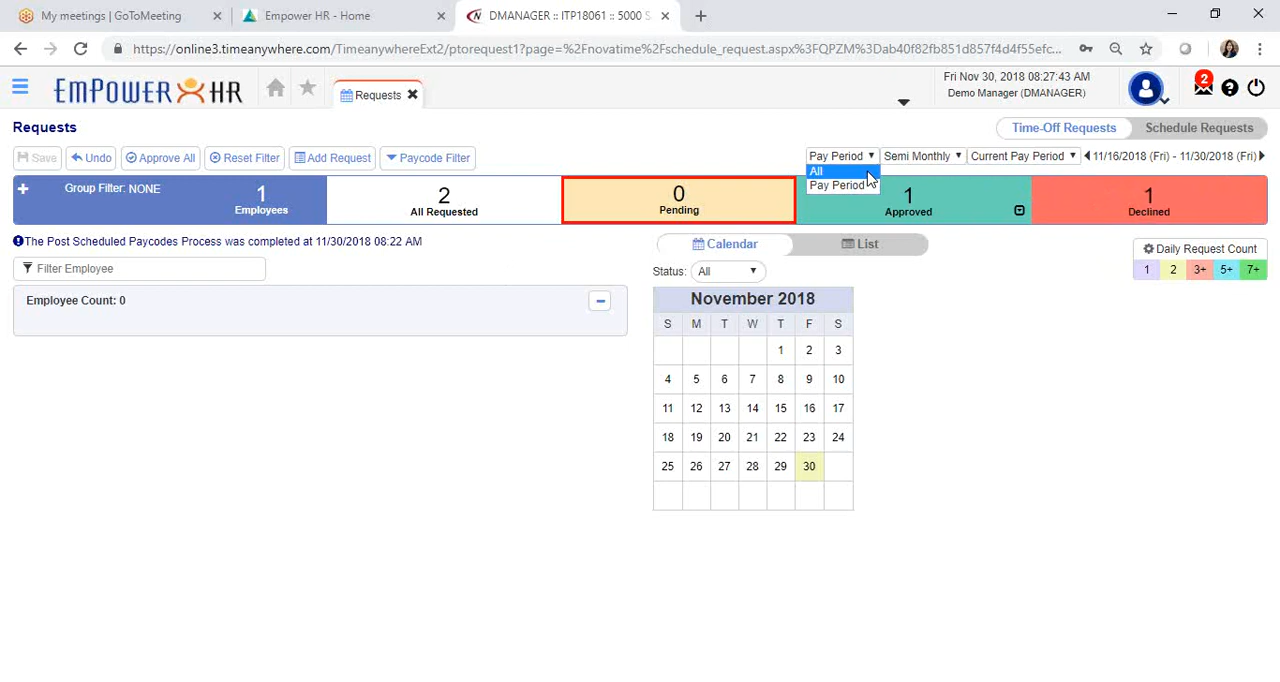 My meetings | GoToMeeting
Empower HR - Home
DMANAGER :: ITP18061 :: 5000 S
https://online3.timeanywhere.com/TimeanywhereExt2/ptorequest1?page=%2Fnovatime%2Fschedule_request.aspx%3FQPZM%3Dab40f82fb851d857f4d4f55efc...
EMPOWER HR
Requests
Fri Nov 30, 2018 08:27:43 AM
Demo Manager (DMANAGER)
2
Requests
Time-Off Requests
Schedule Requests
Save
Undo
Approve All
Reset Filter
Add Request
Paycode Filter
Pay Period
Semi Monthly
Current Pay Period
11/16/2018 (Fri) - 11/30/2018 (Fri)
All
Pay Period
Group Filter: NONE
1
Employees
2
All Requested
0
Pending
1
Approved
1
Declined
The Post Scheduled Paycodes Process was completed at 11/30/2018 08:22 AM
Filter Employee
Employee Count: 0
Calendar
List
Status: All
Daily Request Count
1 2 3+ 5+ 7+
November 2018
S M T W T F S
1 2 3
4 5 6 7 8 9 10
11 12 13 14 15 16 17
18 19 20 21 22 23 24
25 26 27 28 29 30